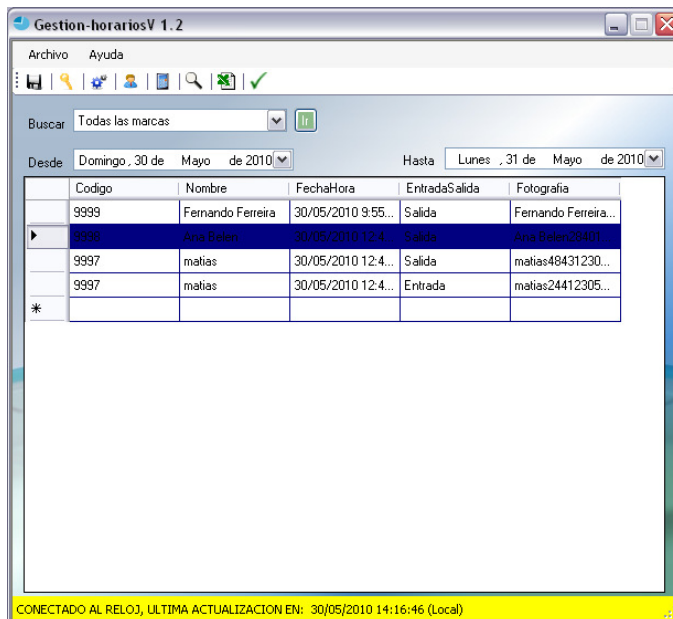 Gestion-horariosV 1.2
Archivo Ayuda
Buscar Todas las marcas Ir
Desde Domingo , 30 de Mayo de 2010 Hasta Lunes , 31 de Mayo de 2010
Codigo Nombre FechaHora EntradaSalida Fotografia
9999 Fernando Ferreira 30/05/2010 9:55... Salida Fernando Ferreira...
9998 Ana Belen 30/05/2010 12:4... Salida Ana Belen28401...
9997 matias 30/05/2010 12:4... Salida matias48431230...
9997 matias 30/05/2010 12:4... Entrada matias24412305...
CONECTADO AL RELOJ, ULTIMA ACTUALIZACION EN: 30/05/2010 14:16:46 (Local)